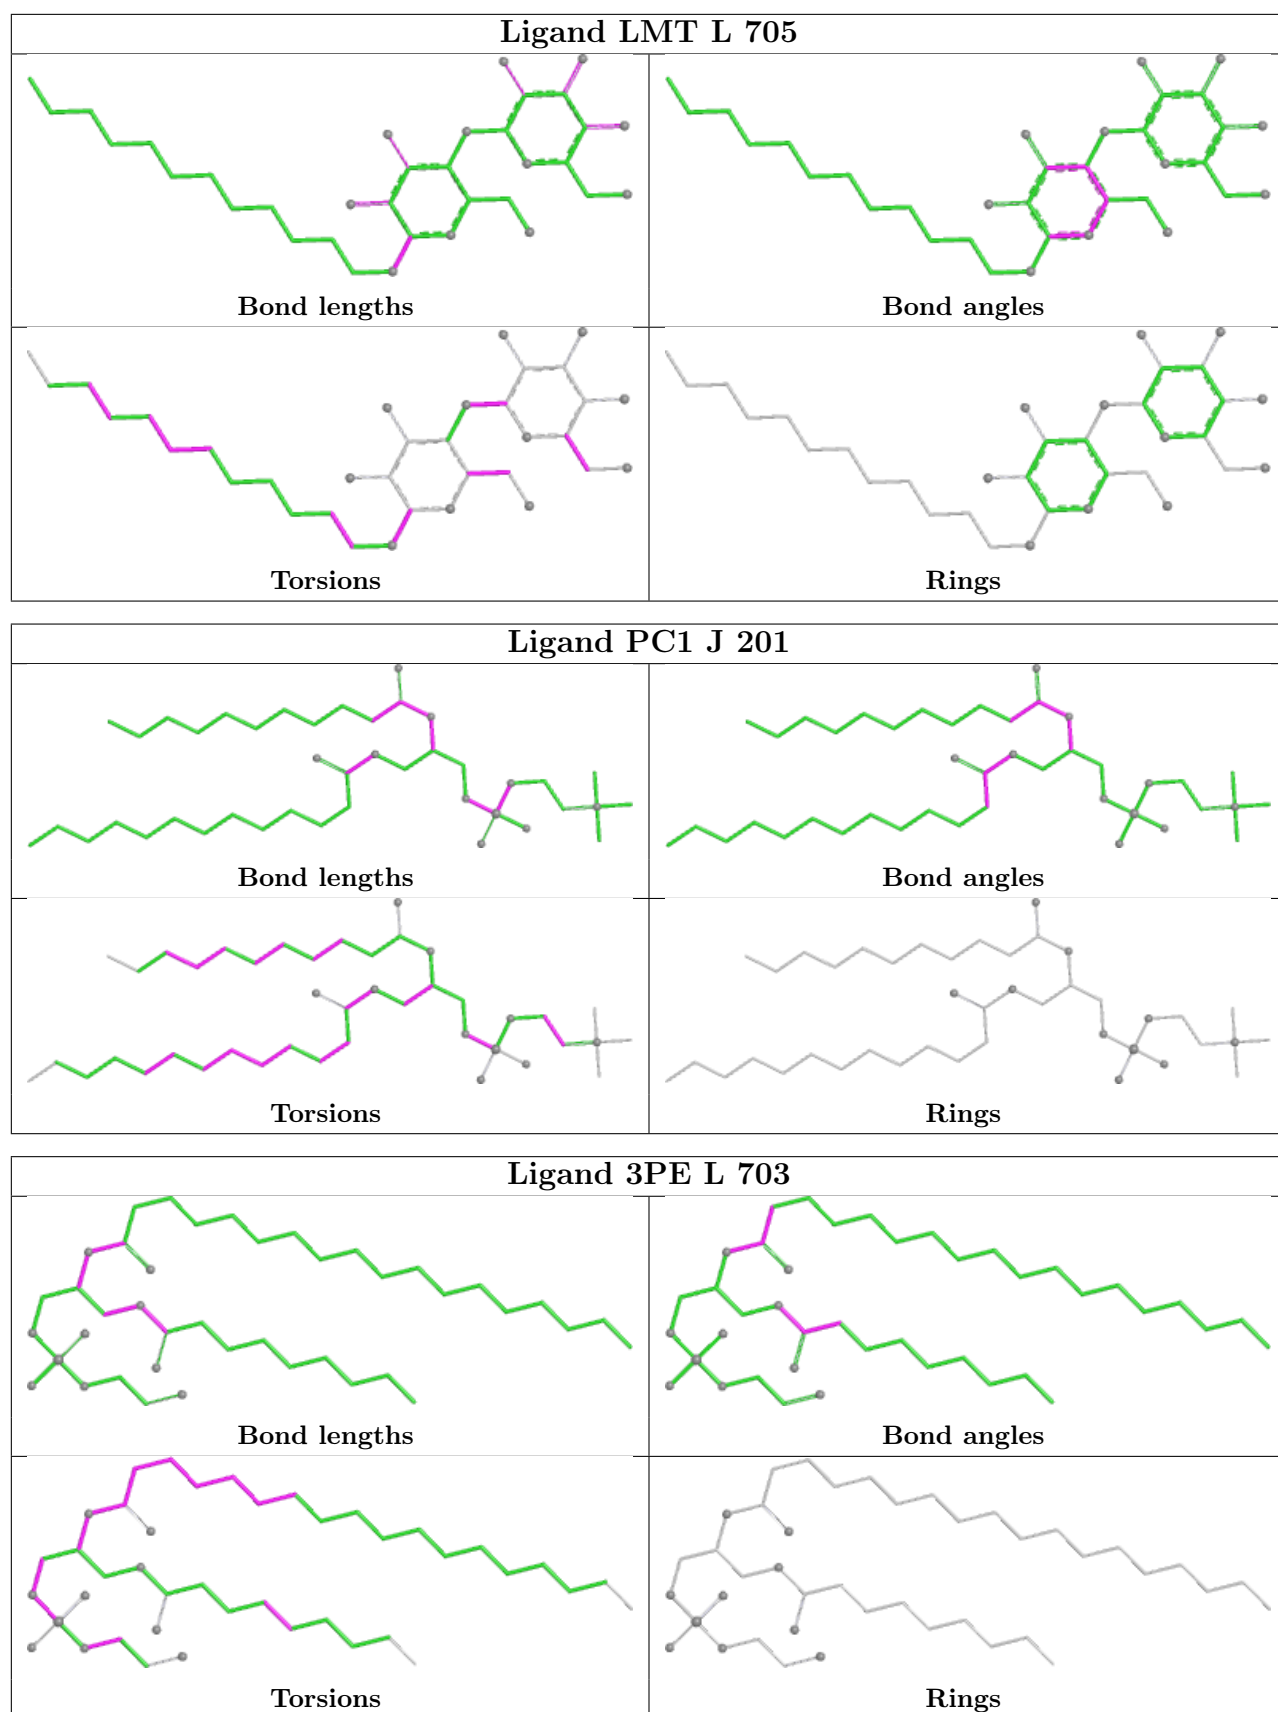 Ligand LMT L 705
Bond lengths
Bond angles
Torsions
Rings
Ligand PC1 J 201
Bond lengths
Bond angles
Torsions
Rings
Ligand 3PE L 703
Bond lengths
Bond angles
Torsions
Rings